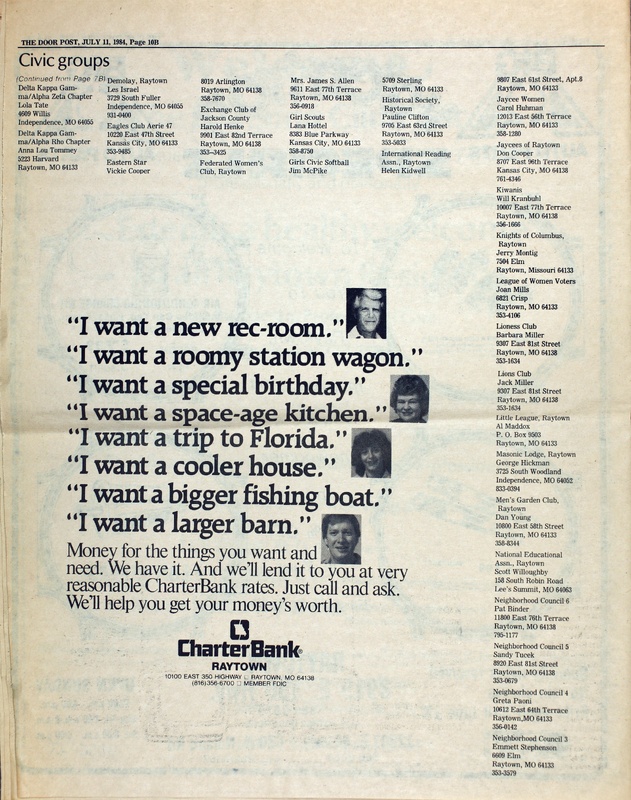 THE DOOR POST, JULY 11, 1984, Page 10B
Civic groups
(Continued from Page 7B)
Delta Kappa Gam-
ma/Alpha Zeta Chapter
Lola Tate
4609 Willis
Independence, MO 64055
Delta Kappa Gam-
ma/Alpha Rho Chapter
Anna Lou Tommey
5223 Harvard
Raytown, MO 64133
Demolay, Raytown
Les Israel
3729 South Fuller
Independence, MO 64055
931-0400
Eagles Club Aerie 47
10220 East 47th Street
Kansas City, MO 64133
353-9485
Eastern Star
Vickie Cooper
8019 Arlington
Raytown, MO 64138
358-7670
Exchange Club of
Jackson County
Harold Henke
9901 East 82nd Terrace
Raytown, MO 64138
353-3425
Federated Women's
Club, Raytown
Mrs. James S. Allen
9611 East 77th Terrace
Raytown, MO 64138
356-0918
Girl Scouts
Lana Hottel
8383 Blue Parkway
Kansas City, MO 64133
358-8750
Girls Civic Softball
Jim McPike
5709 Sterling
Raytown, MO 64133
Historical Society,
Raytown
Pauline Clifton
9705 East 63rd Street
Raytown, MO 64133
353-5033
International Reading
Assn., Raytown
Helen Kidwell
9807 East 61st Street, Apt.8
Raytown, MO 64133
Jaycee Women
Carol Huhman
12013 East 56th Terrace
Raytown, MO 64133
358-1280
Jaycees of Raytown
Don Cooper
8707 East 96th Terrace
Kansas City, MO 64138
761-4346
Kiwanis
Will Kranbuhl
10007 East 77th Terrace
Raytown, MO 64138
356-1666
Knights of Columbus,
Raytown
Jerry Montig
7504 Elm
Raytown, Missouri 64133
League of Women Voters
Joan Mills
6821 Crisp
Raytown, MO 64133
353-4106
Lioness Club
Barbara Miller
9307 East 81st Street
Raytown, MO 64138
353-1634
Lions Club
Jack Miller
9307 East 81st Street
Raytown, MO 64138
353-1634
Little League, Raytown
Al Maddox
P. O. Box 9503
Raytown, MO 64133
Masonic Lodge, Raytown
George Hickman
3725 South Woodland
Independence, MO 64052
833-0394
Men's Garden Club,
Raytown
Dan Young
10800 East 58th Street
Raytown, MO 64133
358-8344
National Educational
Assn., Raytown
Scott Willoughby
158 South Robin Road
Lee's Summit, MO 64063
Neighborhood Council 6
Pat Binder
11800 East 76th Terrace
Raytown, MO 64138
795-1177
Neighborhood Council 5
Sandy Tucek
8920 East 81st Street
Raytown, MO 64138
353-0679
Neighborhood Council 4
Greta Paoni
10612 East 64th Terrace
Raytown,MO 64133
356-0142
Neighborhood Council 3
Emmett Stephenson
6609 Elm
Raytown, MO 64133
353-3579
"I want a new rec-room."
"I want a roomy station wagon."
"I want a special birthday."
"I want a space-age kitchen."
"I want a trip to Florida."
"I want a cooler house."
"I want a bigger fishing boat."
"I want a larger barn."
Money for the things you want and
need. We have it. And we'll lend it to you at very
reasonable CharterBank rates. Just call and ask.
We'll help you get your money's worth.
CharterBank®
RAYTOWN
10100 EAST 350 HIGHWAY □ RAYTOWN, MO 64138
(816)356-6700 □ MEMBER FDIC